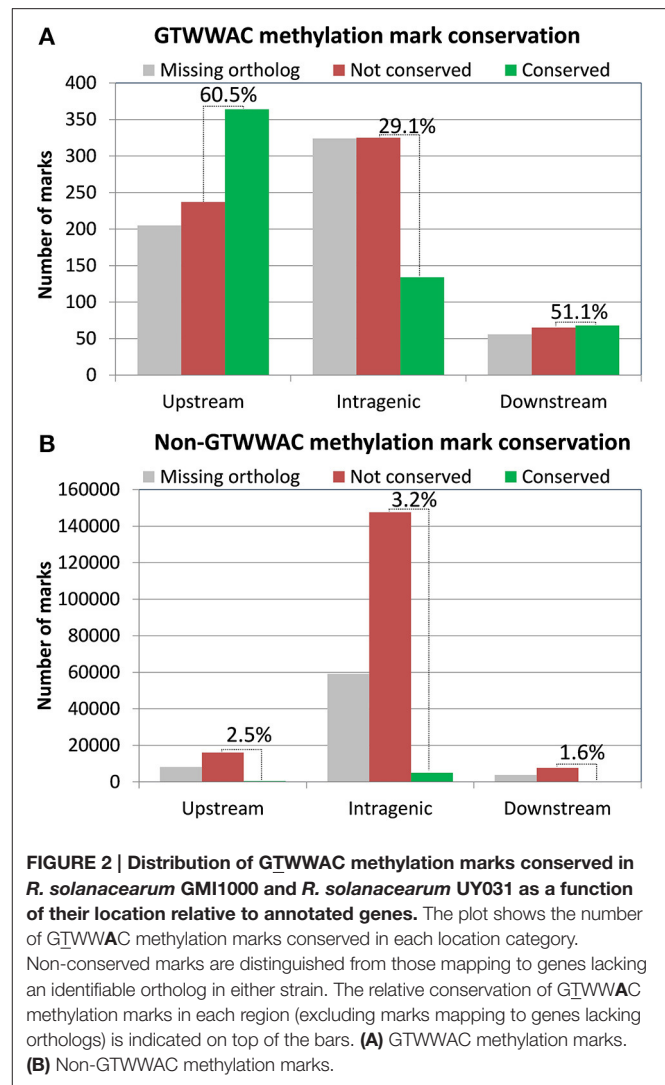 A
GTWWAC methylation mark conservation
Missing ortholog Not conserved Conserved
400
350
300
250
200
150
100
50
0
Number of marks
60.5%
29.1%
51.1%
Upstream Intragenic Downstream
B
Non-GTWWAC methylation mark conservation
Missing ortholog Not conserved Conserved
160000
140000
120000
100000
80000
60000
40000
20000
0
Number of marks
2.5%
3.2%
1.6%
Upstream Intragenic Downstream
FIGURE 2 | Distribution of GTWWAC methylation marks conserved in
R. solanacearum GMI1000 and R. solanacearum UY031 as a function
of their location relative to annotated genes. The plot shows the number
of GTWWAC methylation marks conserved in each location category.
Non-conserved marks are distinguished from those mapping to genes lacking
an identifiable ortholog in either strain. The relative conservation of GTWWAC
methylation marks in each region (excluding marks mapping to genes lacking
orthologs) is indicated on top of the bars. (A) GTWWAC methylation marks.
(B) Non-GTWWAC methylation marks.